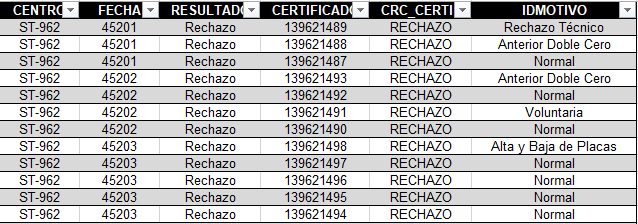 CENTRO FECHA RESULTADO CERTIFICADO CRC_CERTI IDMOTIVO
ST-962 45201 Rechazo 139621489 RECHAZO Rechazo Técnico
ST-962 45201 Rechazo 139621488 RECHAZO Anterior Doble Cero
ST-962 45201 Rechazo 139621487 RECHAZO Normal
ST-962 45202 Rechazo 139621493 RECHAZO Anterior Doble Cero
ST-962 45202 Rechazo 139621492 RECHAZO Normal
ST-962 45202 Rechazo 139621491 RECHAZO Voluntaria
ST-962 45202 Rechazo 139621490 RECHAZO Normal
ST-962 45203 Rechazo 139621498 RECHAZO Alta y Baja de Placas
ST-962 45203 Rechazo 139621497 RECHAZO Normal
ST-962 45203 Rechazo 139621496 RECHAZO Normal
ST-962 45203 Rechazo 139621495 RECHAZO Normal
ST-962 45203 Rechazo 139621494 RECHAZO Normal